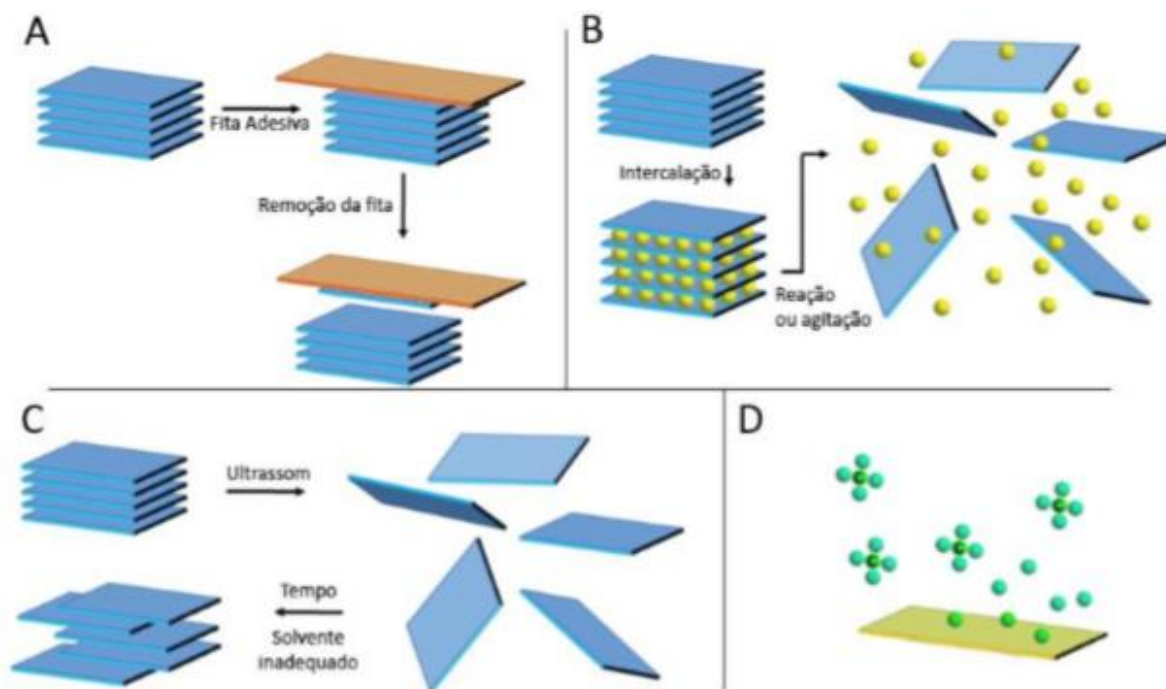 A
Fita Adesiva
Remoção da fita
B
Intercalação
Reação
ou agitação
C
Ultrassom
Tempo
Solvente
inadequado
D